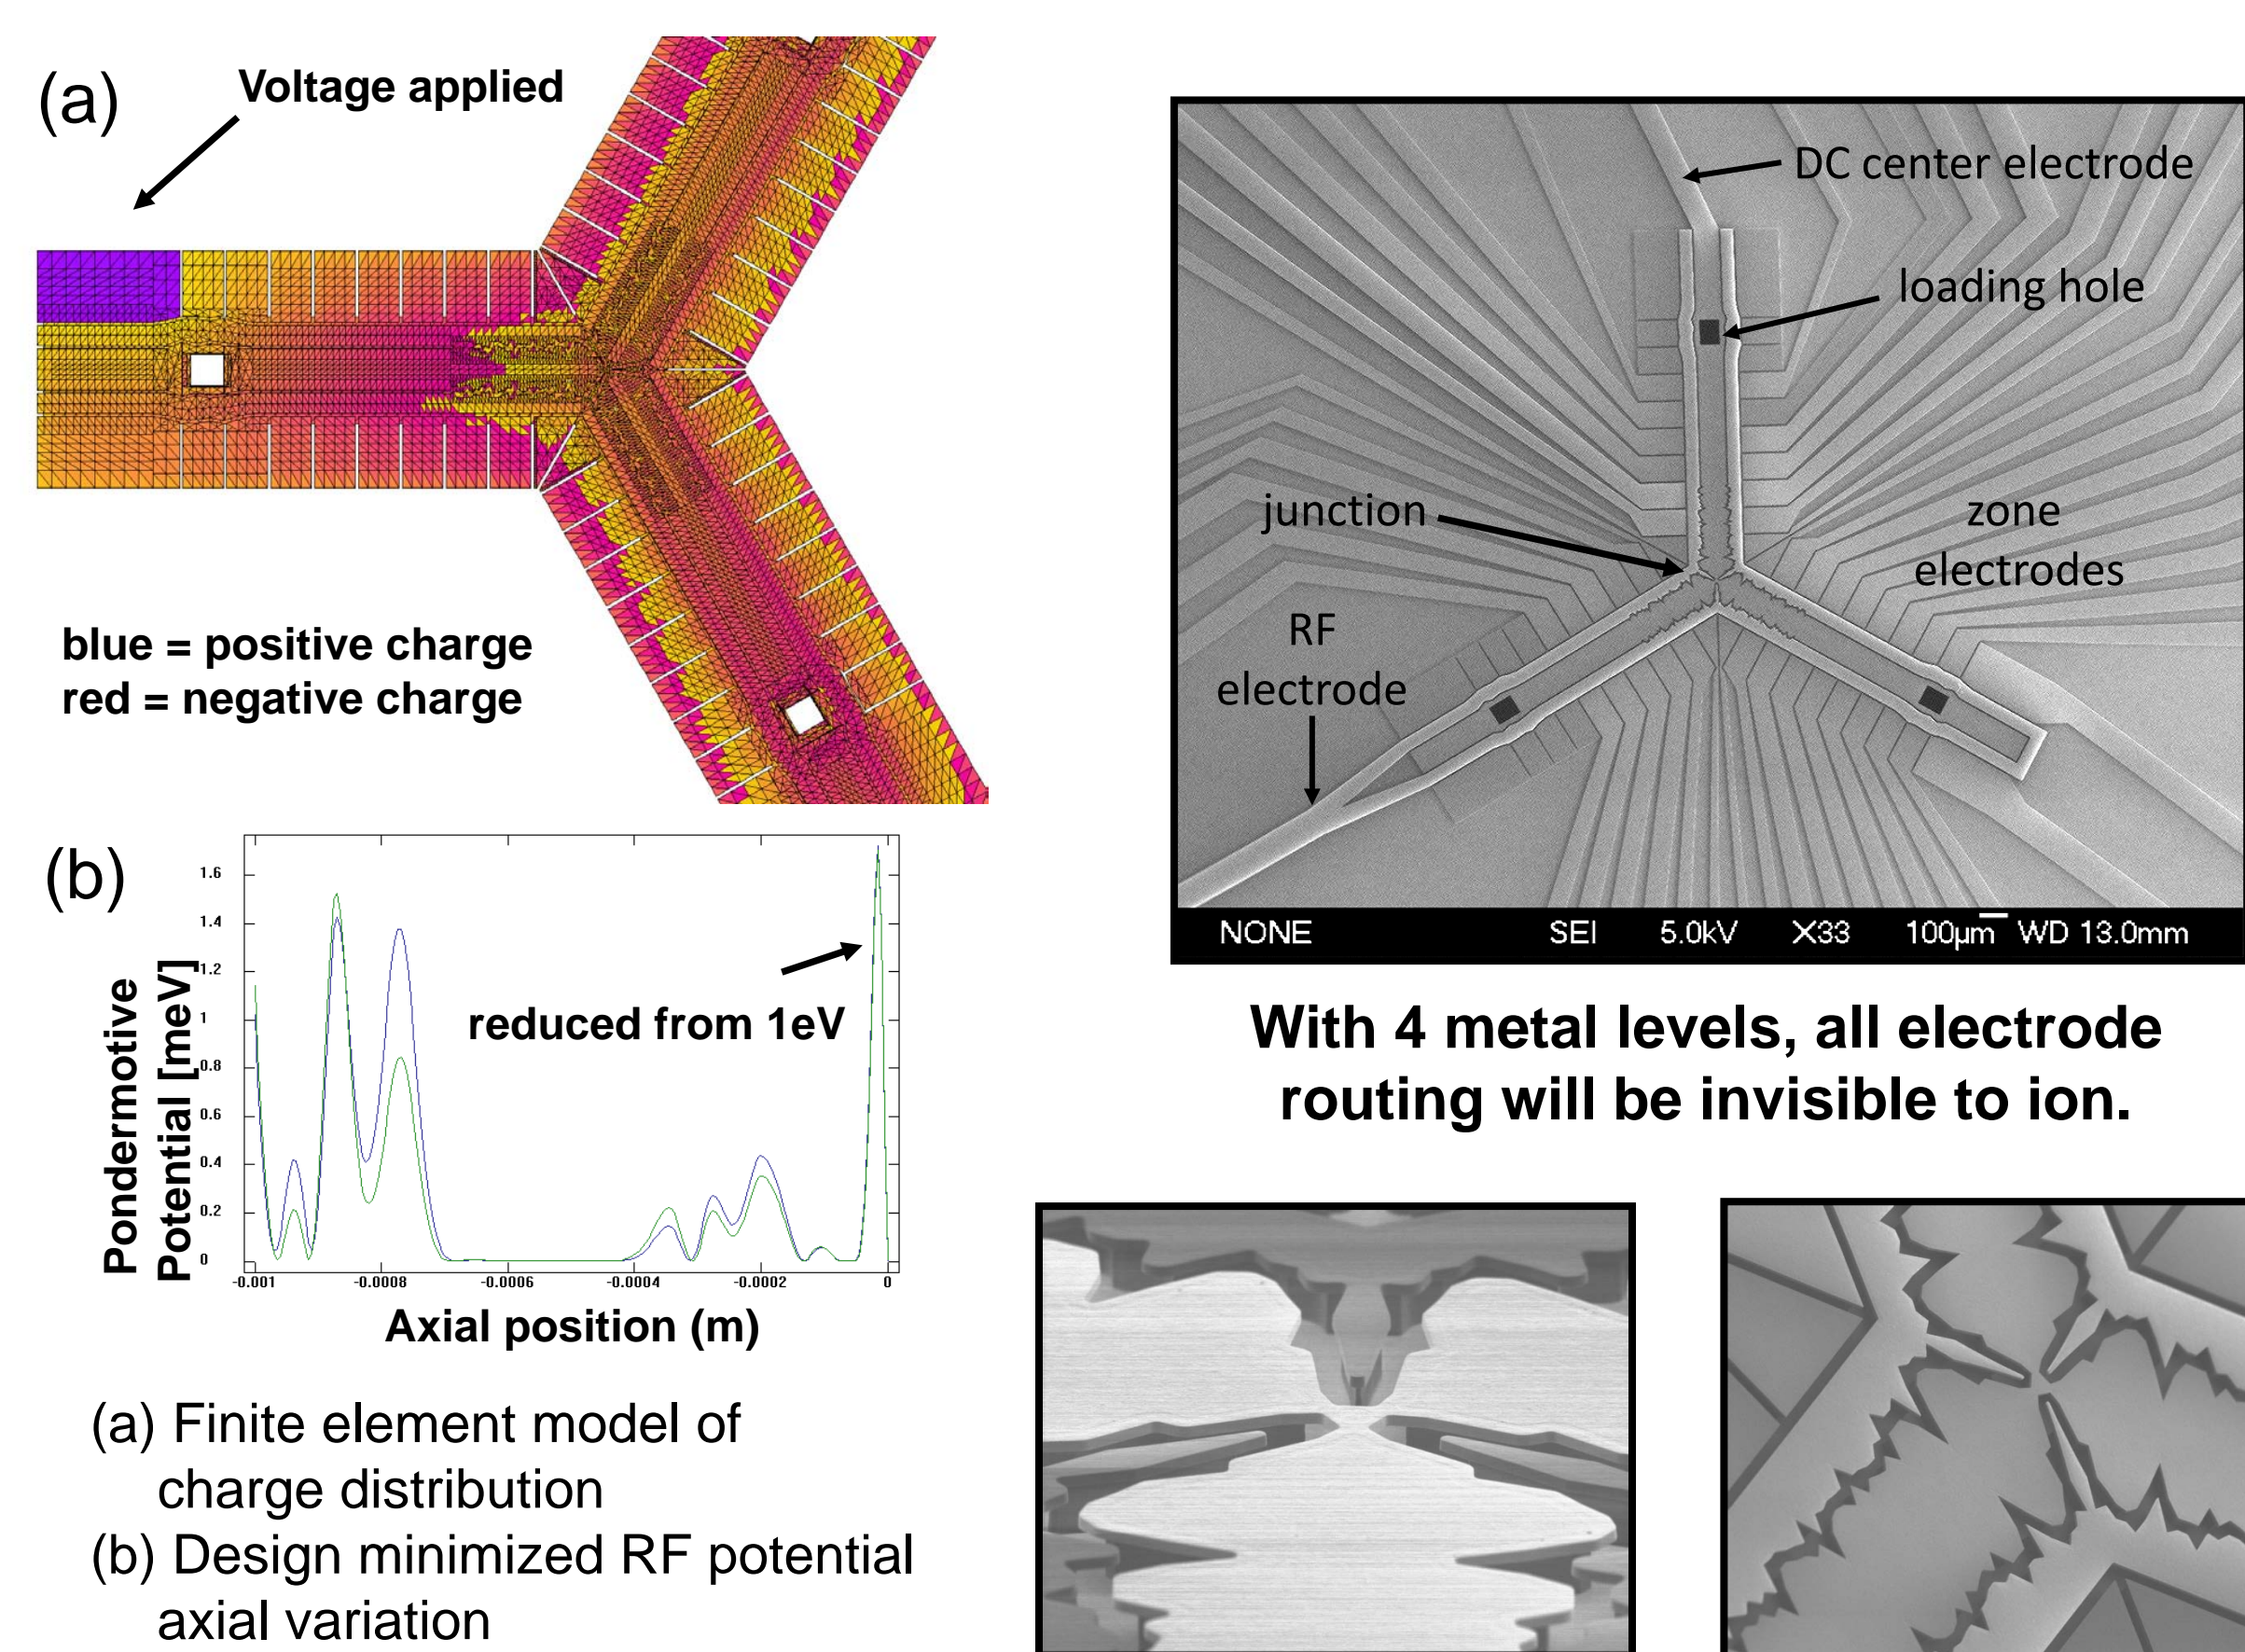 (a)
Voltage applied
blue = positive charge
red = negative charge
(b)
Pondermotive
Potential [meV]
1.6
1.4
1.2
1
0.8
0.6
0.4
0.2
0
reduced from 1eV
-0.001 -0.0008 -0.0006 -0.0004 -0.0002 0
Axial position (m)
(a) Finite element model of
charge distribution
(b) Design minimized RF potential
axial variation
DC center electrode
loading hole
junction
zone
electrodes
RF
electrode
NONE SEI 5.0kV X33 100µm WD 13.0mm
With 4 metal levels, all electrode
routing will be invisible to ion.